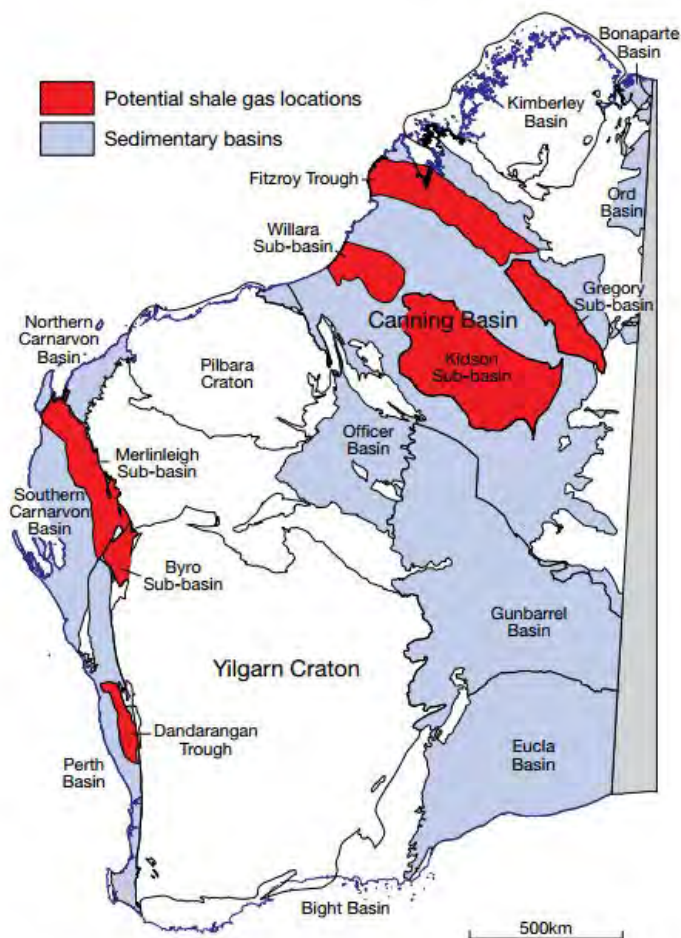 Bonaparte
Basin
Potential shale gas locations
Sedimentary basins
Kimberley
Basin
Fitzroy Trough
Ord
Basin
Willara
Sub-basin
Gregory
Sub-basin
Canning Basin
Kidson
Sub-basin
Northern
Carnarvon
Basin
Pilbara
Craton
Officer
Basin
Merlinleigh
Sub-basin
Southern
Carnarvon
Basin
Byro
Sub-basin
Gunbarrel
Basin
Yilgarn Craton
Dandarangan
Trough
Perth
Basin
Eucla
Basin
Bight Basin
500km